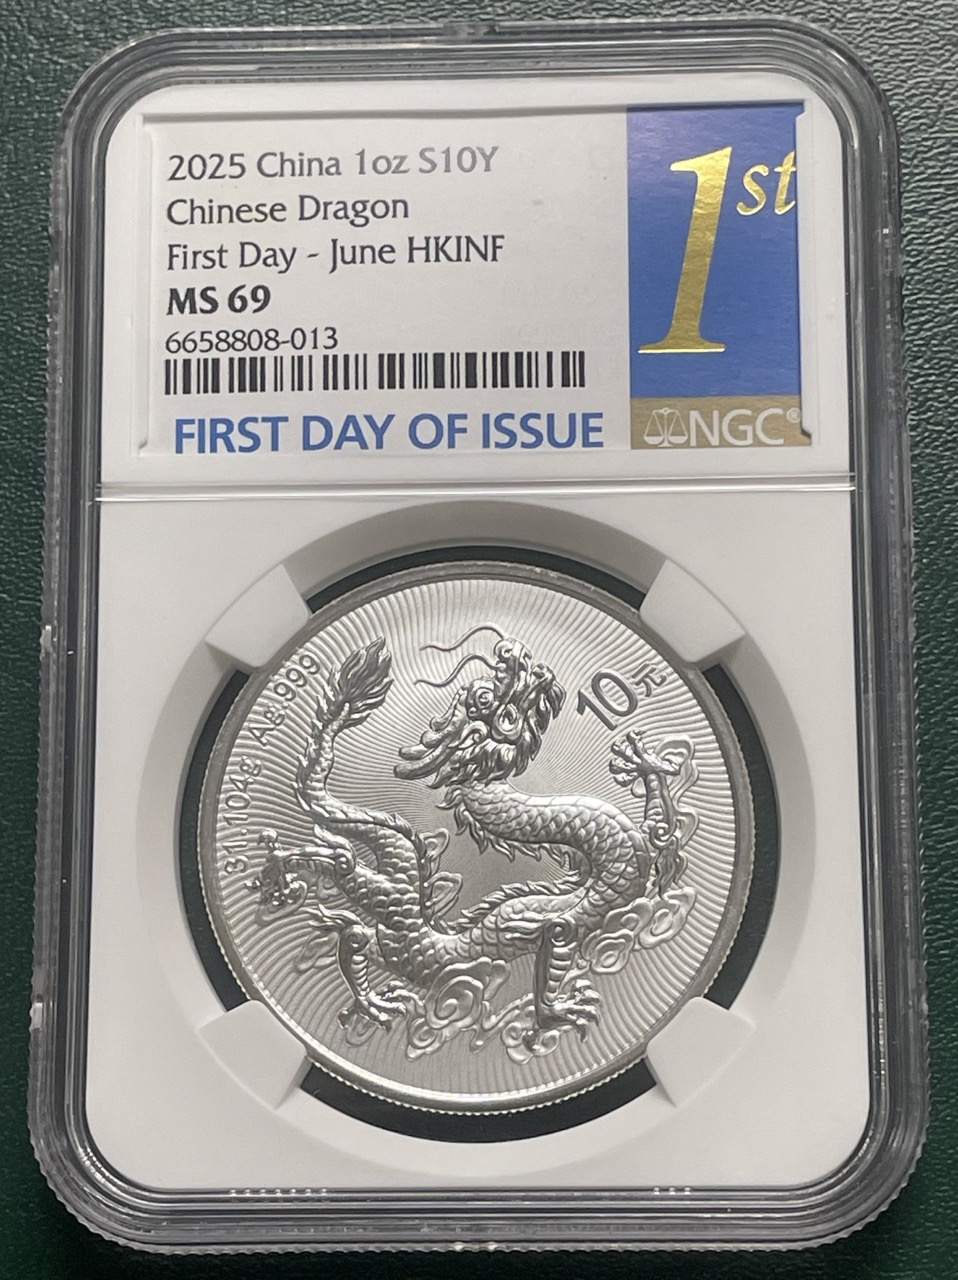 2025 China 1oz S10Y
Chinese Dragon
First Day - June HKINF
MS 69
6658808-013
FIRST DAY OF ISSUE
1st
NGC®
31.104g Ag.999
10元